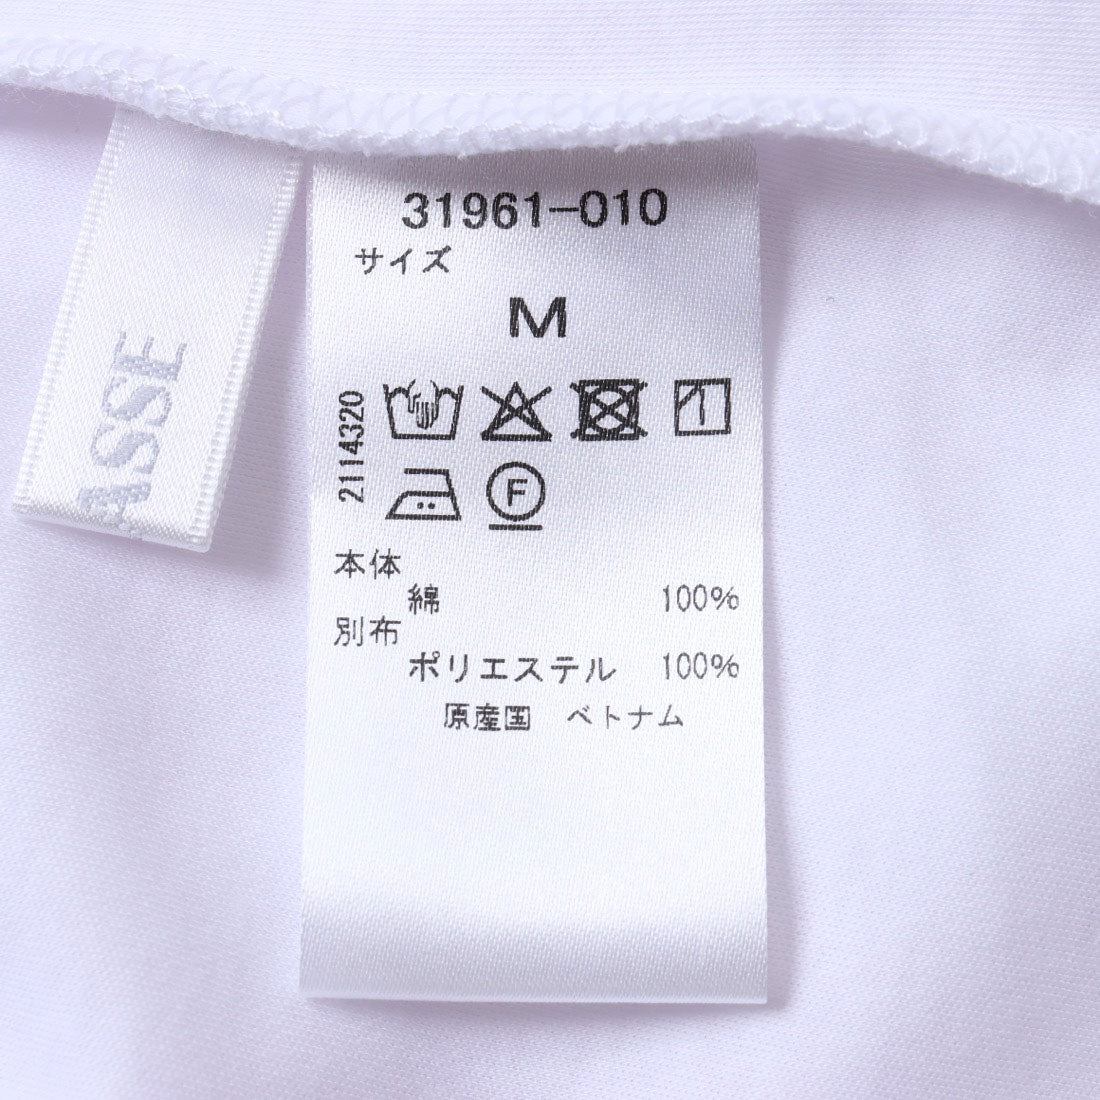 31961-010
サイズ
M
2114320
F
本体
綿 100%
別布
ポリエステル 100%
原産国 ベトナム
ASSE